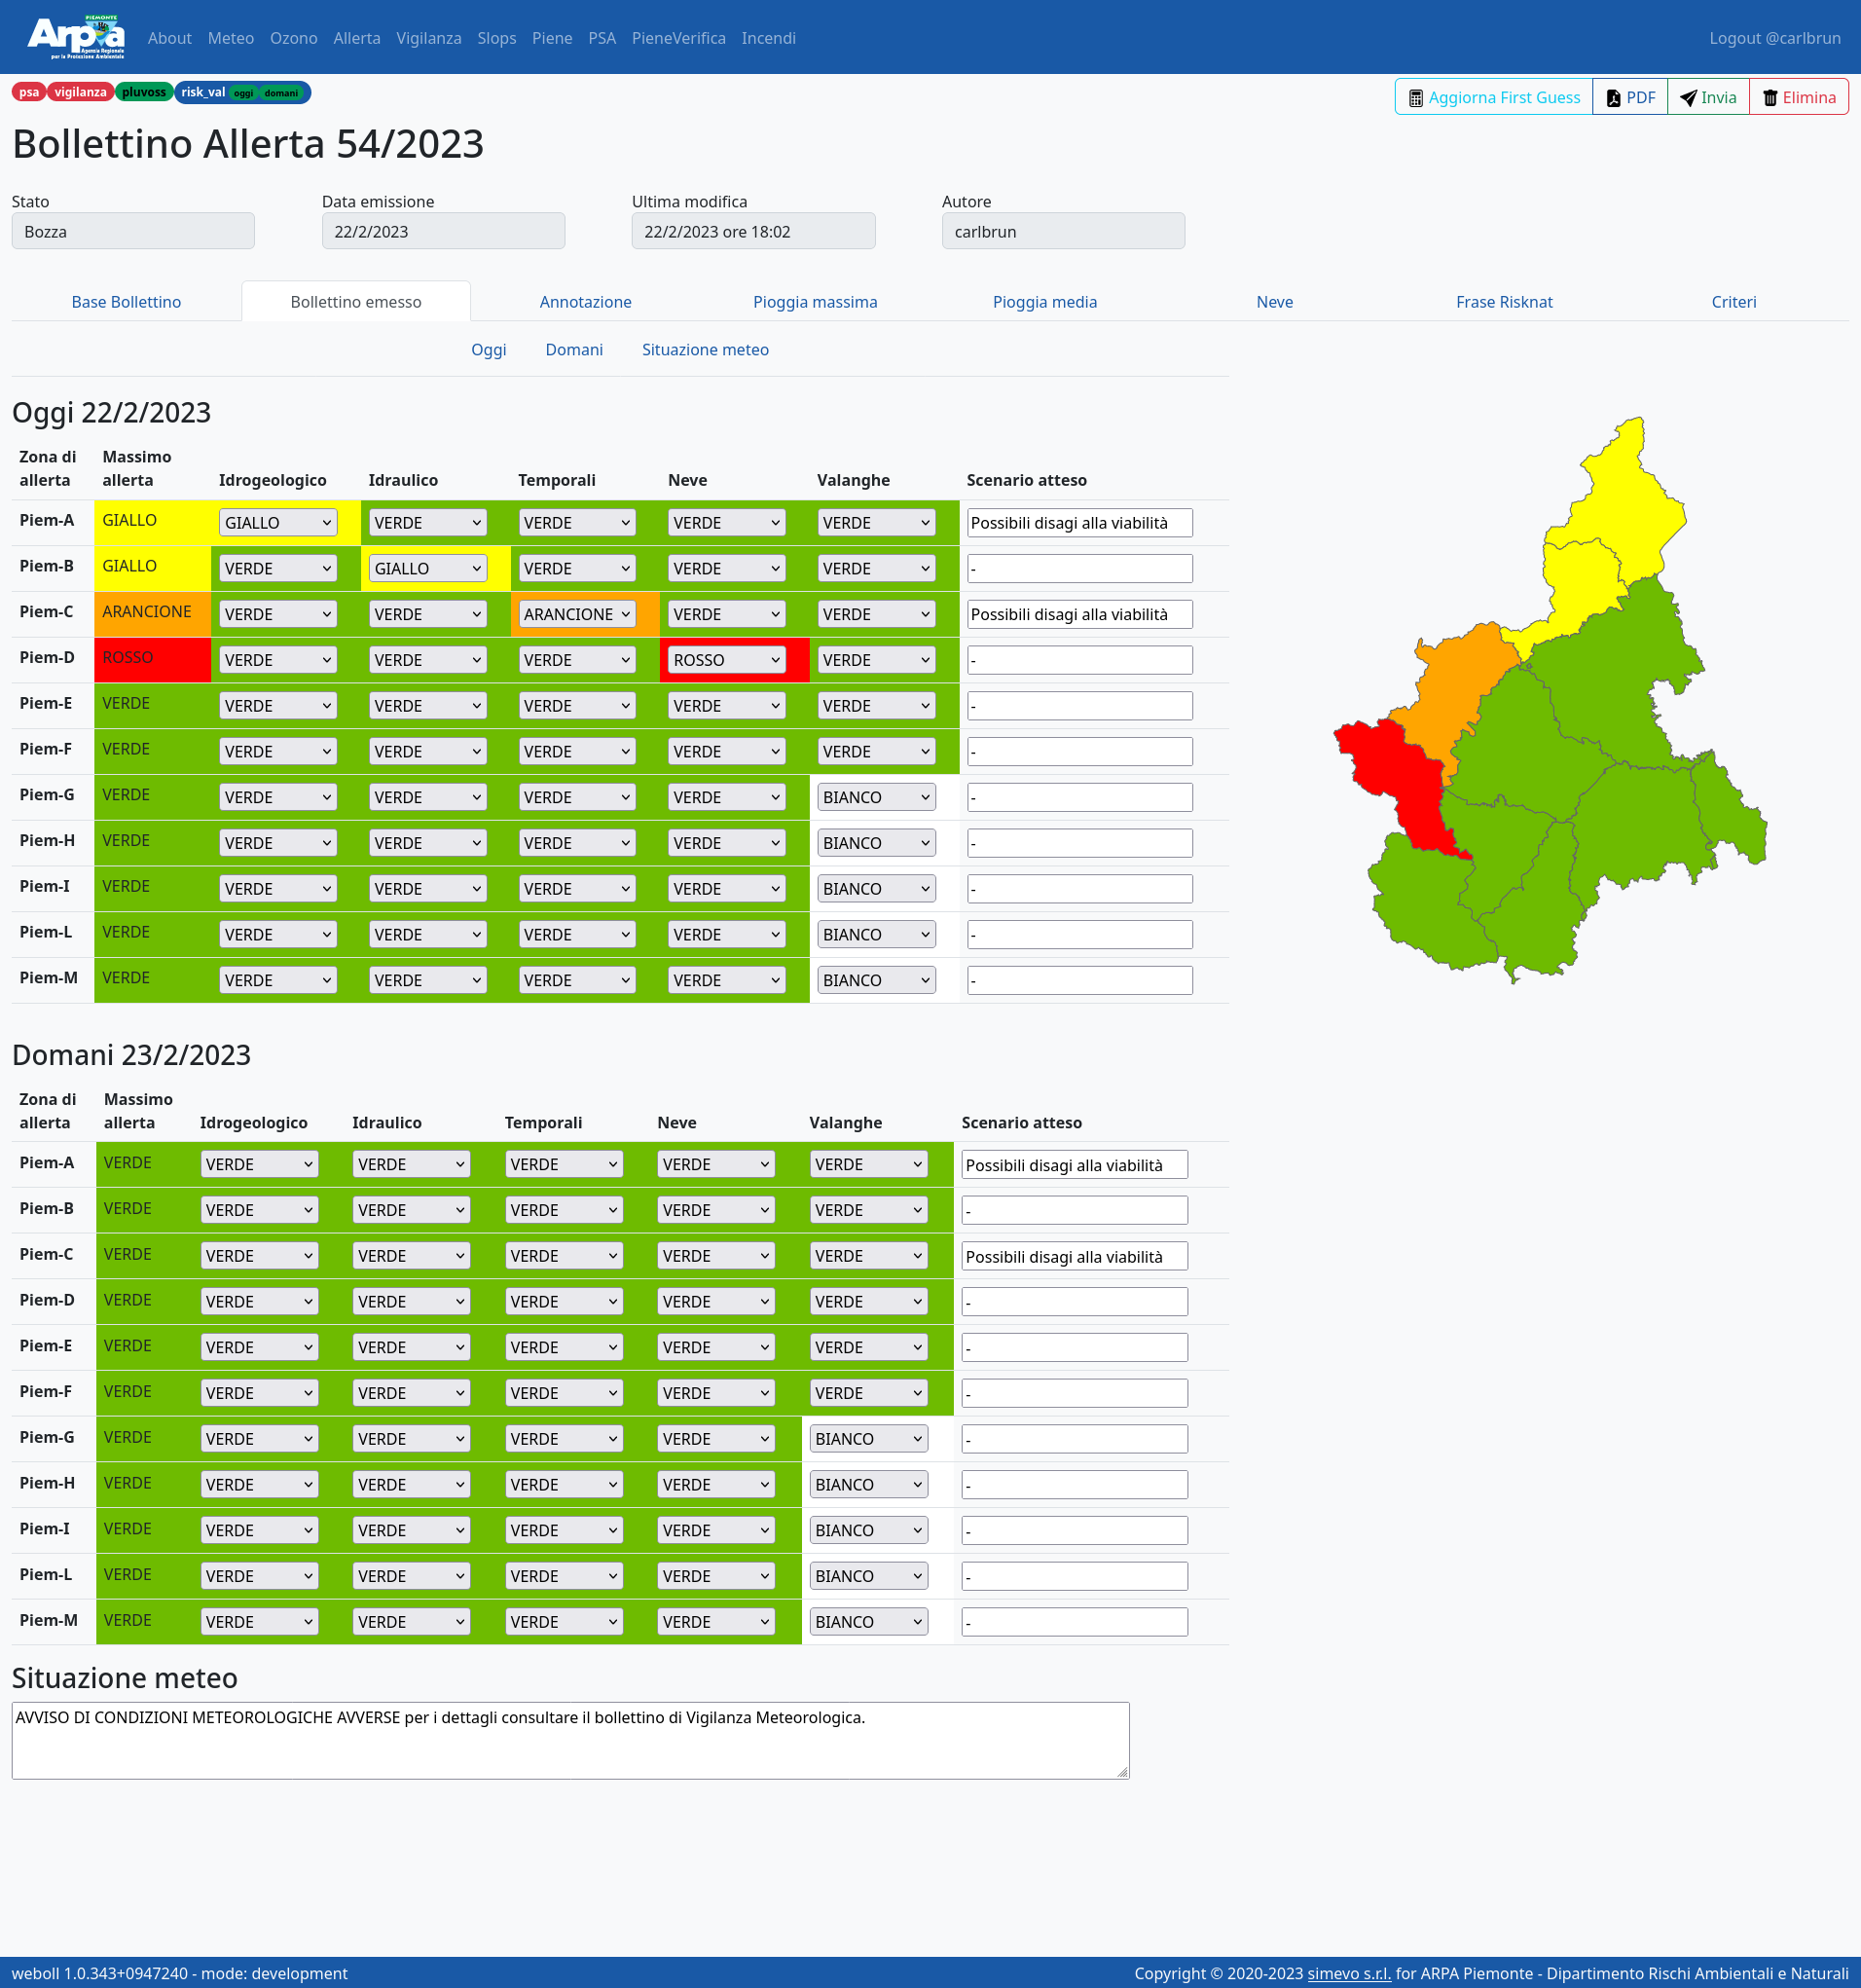 Arpa PIEMONTE About Meteo Ozono Allerta Vigilanza Slops Piene PSA PieneVerifica Incendi Logout @carlbrun
Agenzia Regionale
per la Protezione Ambientale
psa vigilanza pluvoss risk_val oggi domani Aggiorna First Guess PDF Invia Elimina
Bollettino Allerta 54/2023
Stato Data emissione Ultima modifica Autore
Bozza 22/2/2023 22/2/2023 ore 18:02 carlbrun
Base Bollettino Bollettino emesso Annotazione Pioggia massima Pioggia media Neve Frase Risknat Criteri
Oggi Domani Situazione meteo
Oggi 22/2/2023
Zona di allerta Massimo allerta Idrogeologico Idraulico Temporali Neve Valanghe Scenario atteso
Piem-A GIALLO GIALLO VERDE VERDE VERDE VERDE Possibili disagi alla viabilità
Piem-B GIALLO VERDE GIALLO VERDE VERDE VERDE -
Piem-C ARANCIONE VERDE VERDE ARANCIONE VERDE VERDE Possibili disagi alla viabilità
Piem-D ROSSO VERDE VERDE VERDE ROSSO VERDE -
Piem-E VERDE VERDE VERDE VERDE VERDE VERDE -
Piem-F VERDE VERDE VERDE VERDE VERDE VERDE -
Piem-G VERDE VERDE VERDE VERDE VERDE BIANCO -
Piem-H VERDE VERDE VERDE VERDE VERDE BIANCO -
Piem-I VERDE VERDE VERDE VERDE VERDE BIANCO -
Piem-L VERDE VERDE VERDE VERDE VERDE BIANCO -
Piem-M VERDE VERDE VERDE VERDE VERDE BIANCO -
Domani 23/2/2023
Zona di allerta Massimo allerta Idrogeologico Idraulico Temporali Neve Valanghe Scenario atteso
Piem-A VERDE VERDE VERDE VERDE VERDE VERDE Possibili disagi alla viabilità
Piem-B VERDE VERDE VERDE VERDE VERDE VERDE -
Piem-C VERDE VERDE VERDE VERDE VERDE VERDE Possibili disagi alla viabilità
Piem-D VERDE VERDE VERDE VERDE VERDE VERDE -
Piem-E VERDE VERDE VERDE VERDE VERDE VERDE -
Piem-F VERDE VERDE VERDE VERDE VERDE VERDE -
Piem-G VERDE VERDE VERDE VERDE VERDE BIANCO -
Piem-H VERDE VERDE VERDE VERDE VERDE BIANCO -
Piem-I VERDE VERDE VERDE VERDE VERDE BIANCO -
Piem-L VERDE VERDE VERDE VERDE VERDE BIANCO -
Piem-M VERDE VERDE VERDE VERDE VERDE BIANCO -
Situazione meteo
AVVISO DI CONDIZIONI METEOROLOGICHE AVVERSE per i dettagli consultare il bollettino di Vigilanza Meteorologica.
weboll 1.0.343+0947240 - mode: development Copyright © 2020-2023 simevo s.r.l. for ARPA Piemonte - Dipartimento Rischi Ambientali e Naturali